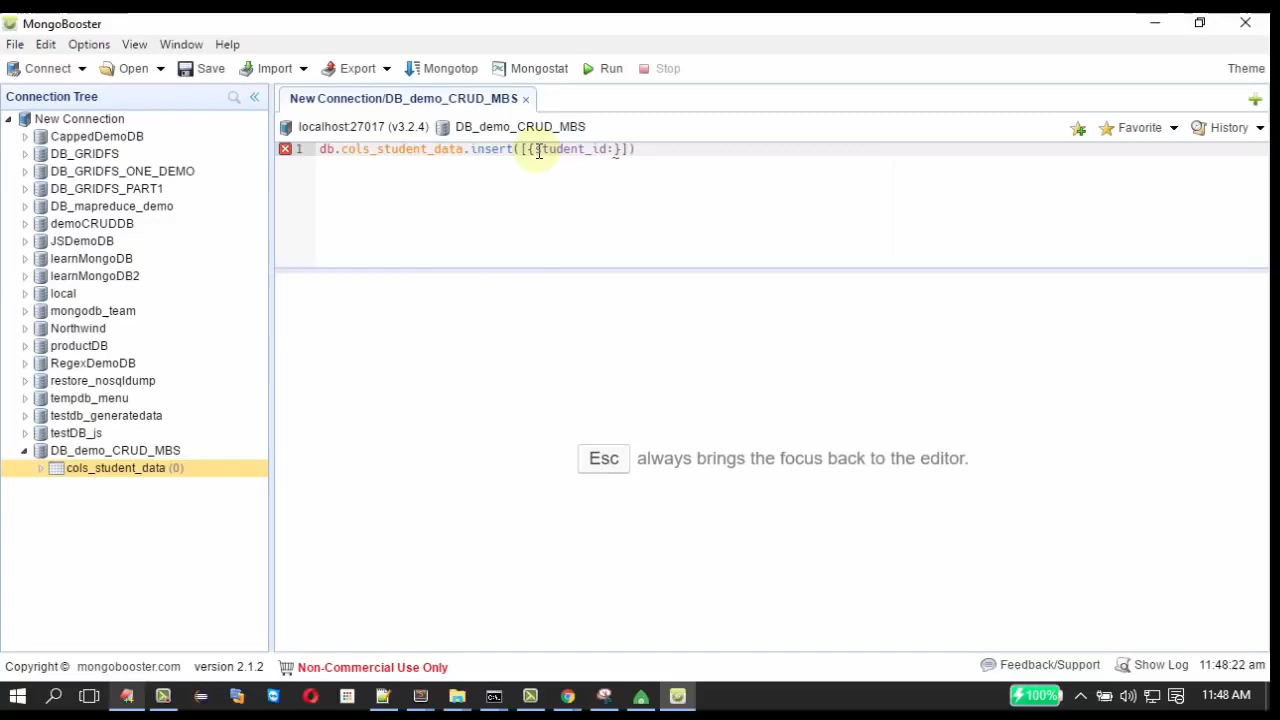 MongoBooster
File Edit Options View Window Help
Connect Open Save Import Export Mongotop Mongostat Run Stop Theme
Connection Tree
New Connection
CappedDemoDB
DB_GRIDFS
DB_GRIDFS_ONE_DEMO
DB_GRIDFS_PART1
DB_mapreduce_demo
demoCRUDDB
JSDemoDB
learnMongoDB
learnMongoDB2
local
mongodb_team
Northwind
productDB
RegexDemoDB
restore_nosqldump
tempdb_menu
testdb_generatedata
testDB_js
DB_demo_CRUD_MBS
cols_student_data (0)
New Connection/DB_demo_CRUD_MBS
localhost:27017 (v3.2.4) DB_demo_CRUD_MBS Favorite History
1 db.cols_student_data.insert([{student_id:}])
Esc always brings the focus back to the editor.
Copyright © mongobooster.com version 2.1.2 Non-Commercial Use Only Feedback/Support Show Log 11:48:22 am
100% 11:48 AM